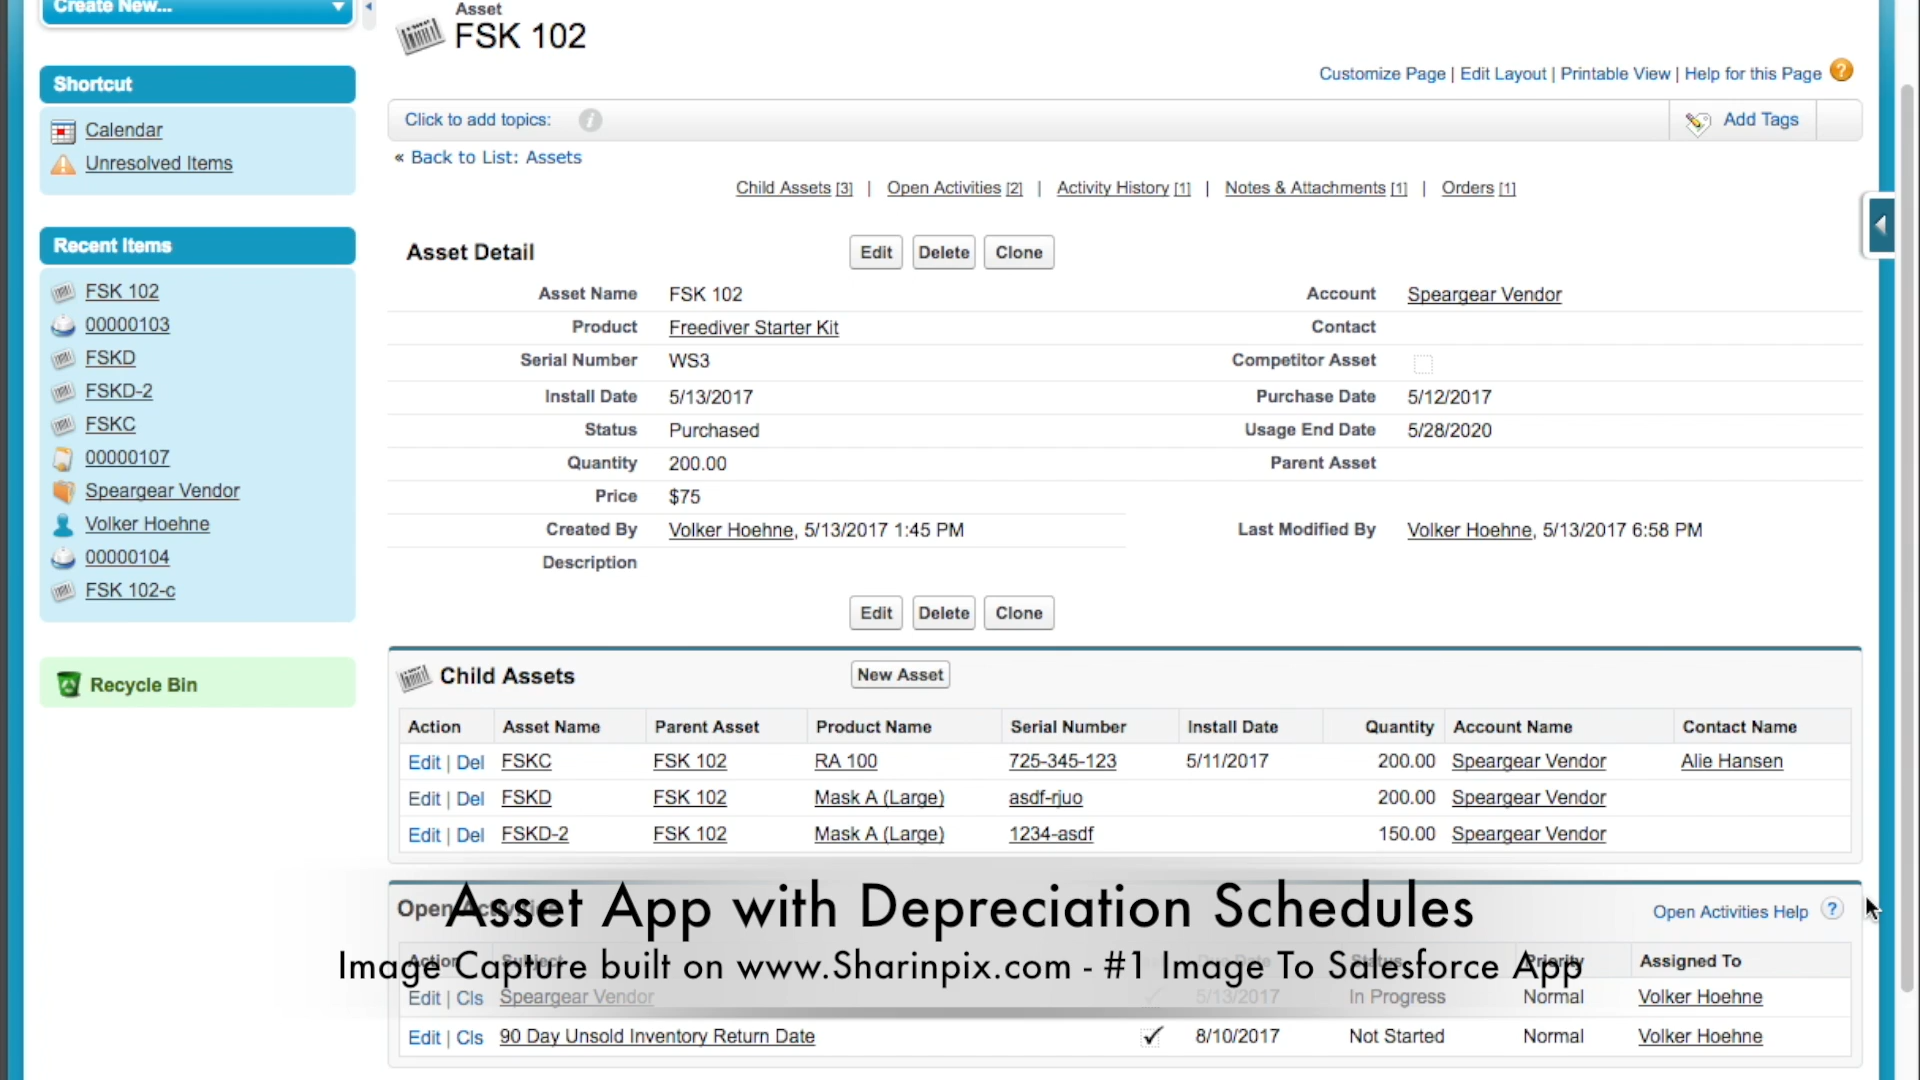 Create New...
Asset
FSK 102
Customize Page | Edit Layout | Printable View | Help for this Page ?
Shortcut
Calendar
Unresolved Items
Click to add topics: i
Add Tags
« Back to List: Assets
Child Assets [3] | Open Activities [2] | Activity History [1] | Notes & Attachments [1] | Orders [1]
Recent Items
FSK 102
00000103
FSKD
FSKD-2
FSKC
00000107
Speargear Vendor
Volker Hoehne
00000104
FSK 102-c
Recycle Bin
Asset Detail Edit Delete Clone
Asset Name FSK 102 Account Speargear Vendor
Product Freediver Starter Kit Contact
Serial Number WS3 Competitor Asset
Install Date 5/13/2017 Purchase Date 5/12/2017
Status Purchased Usage End Date 5/28/2020
Quantity 200.00 Parent Asset
Price $75
Created By Volker Hoehne, 5/13/2017 1:45 PM Last Modified By Volker Hoehne, 5/13/2017 6:58 PM
Description
Edit Delete Clone
Child Assets New Asset
Action Asset Name Parent Asset Product Name Serial Number Install Date Quantity Account Name Contact Name
Edit | Del FSKC FSK 102 RA 100 725-345-123 5/11/2017 200.00 Speargear Vendor Alie Hansen
Edit | Del FSKD FSK 102 Mask A (Large) asdf-rjuo 200.00 Speargear Vendor
Edit | Del FSKD-2 FSK 102 Mask A (Large) 1234-asdf 150.00 Speargear Vendor
Open Activities Open Activities Help ?
Asset App with Depreciation Schedules
Action Subject Status Priority Assigned To
Image Capture built on www.Sharinpix.com - #1 Image To Salesforce App
Edit | Cls Speargear Vendor 5/13/2017 In Progress Normal Volker Hoehne
Edit | Cls 90 Day Unsold Inventory Return Date 8/10/2017 Not Started Normal Volker Hoehne